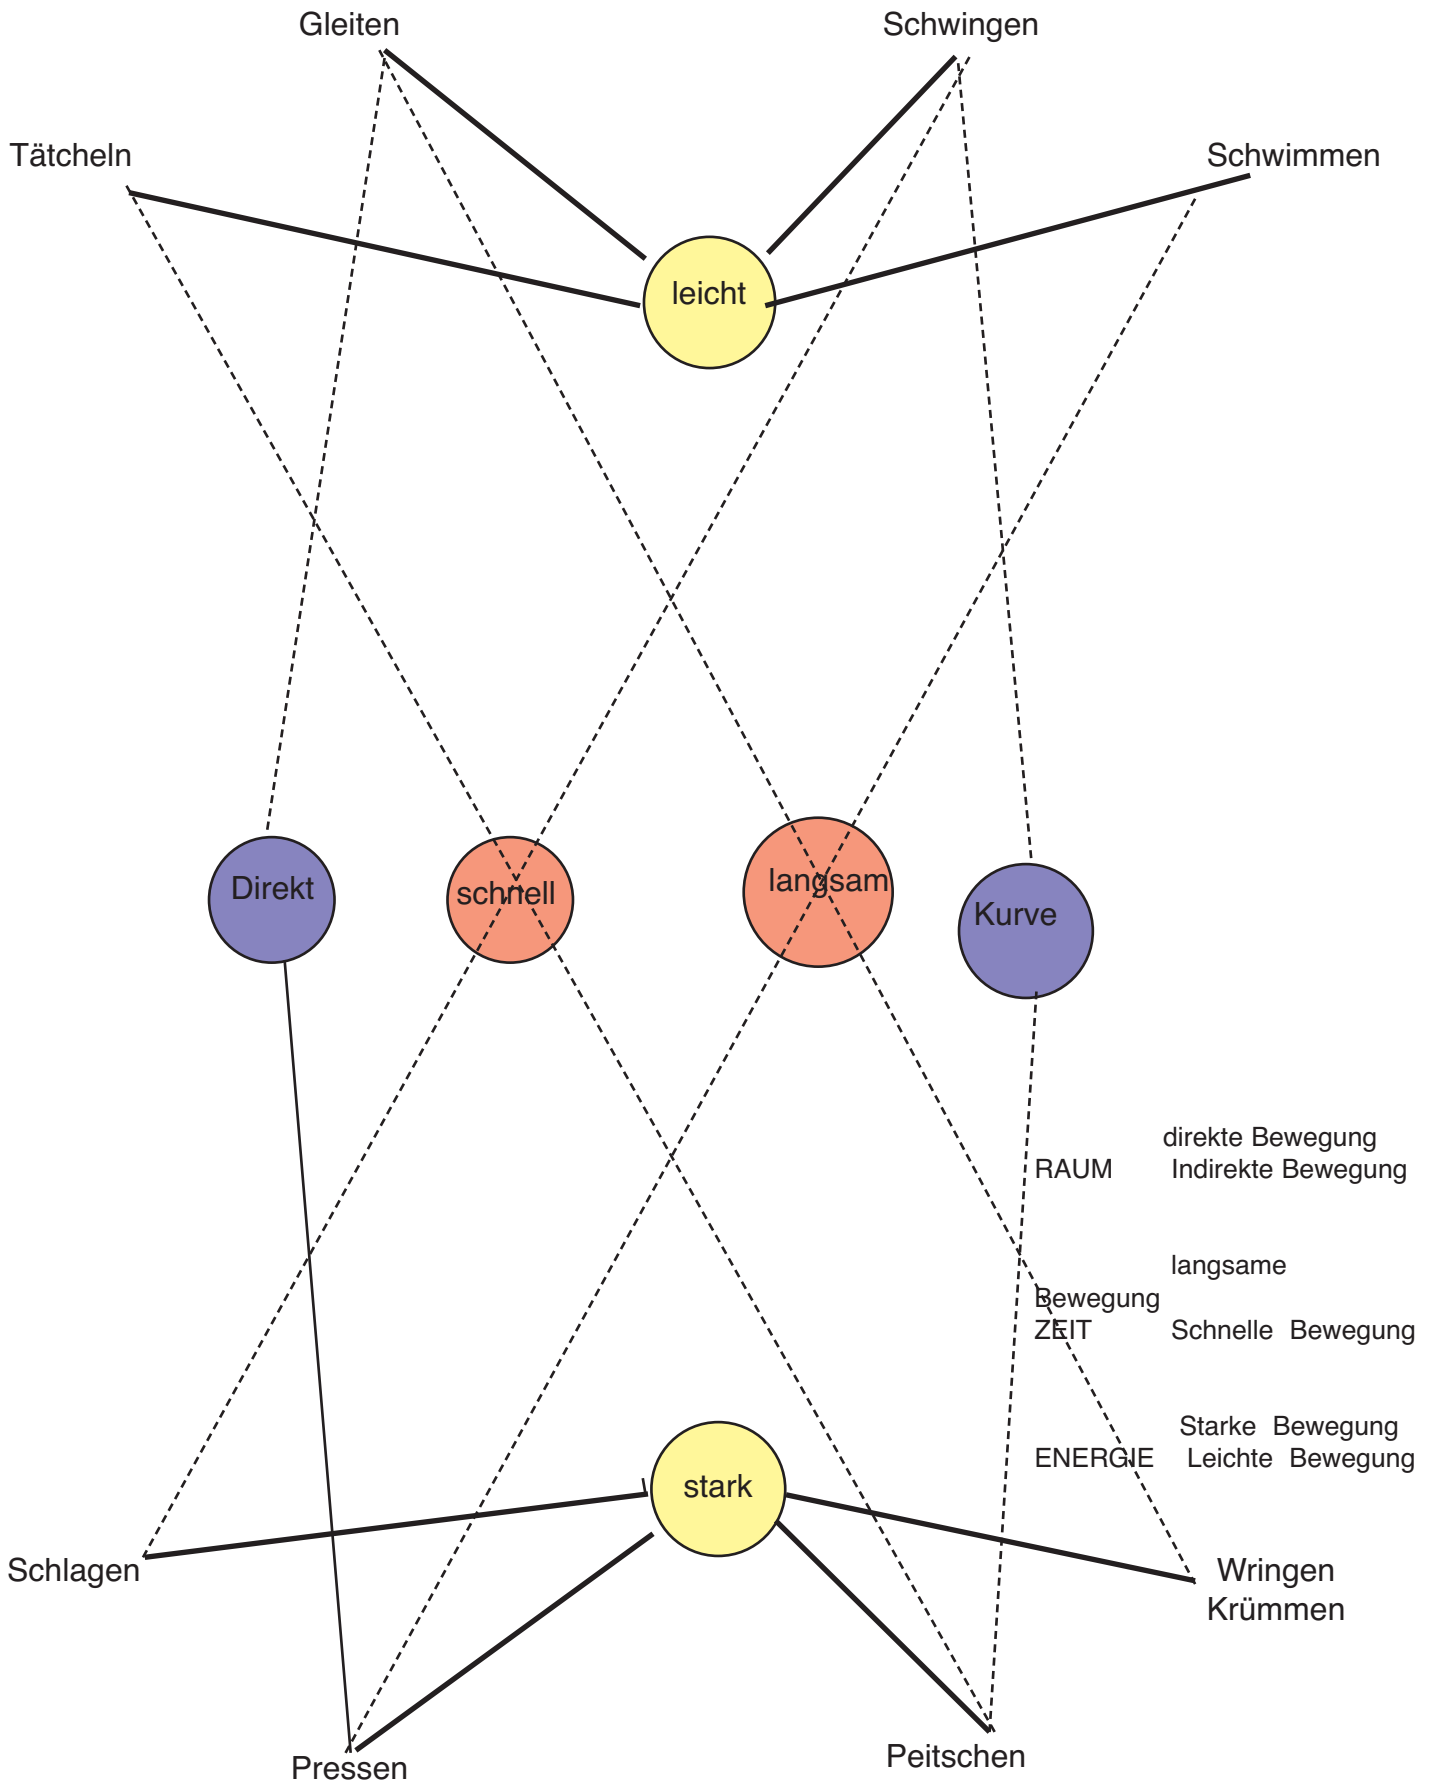 Gleiten
Schwingen
Tätcheln
Schwimmen
leicht
Direkt
schnell
langsam
Kurve
direkte Bewegung
RAUM Indirekte Bewegung
langsame
Bewegung
ZEIT Schnelle Bewegung
Starke Bewegung
ENERGIE Leichte Bewegung
stark
Schlagen
Wringen
Krümmen
Pressen
Peitschen